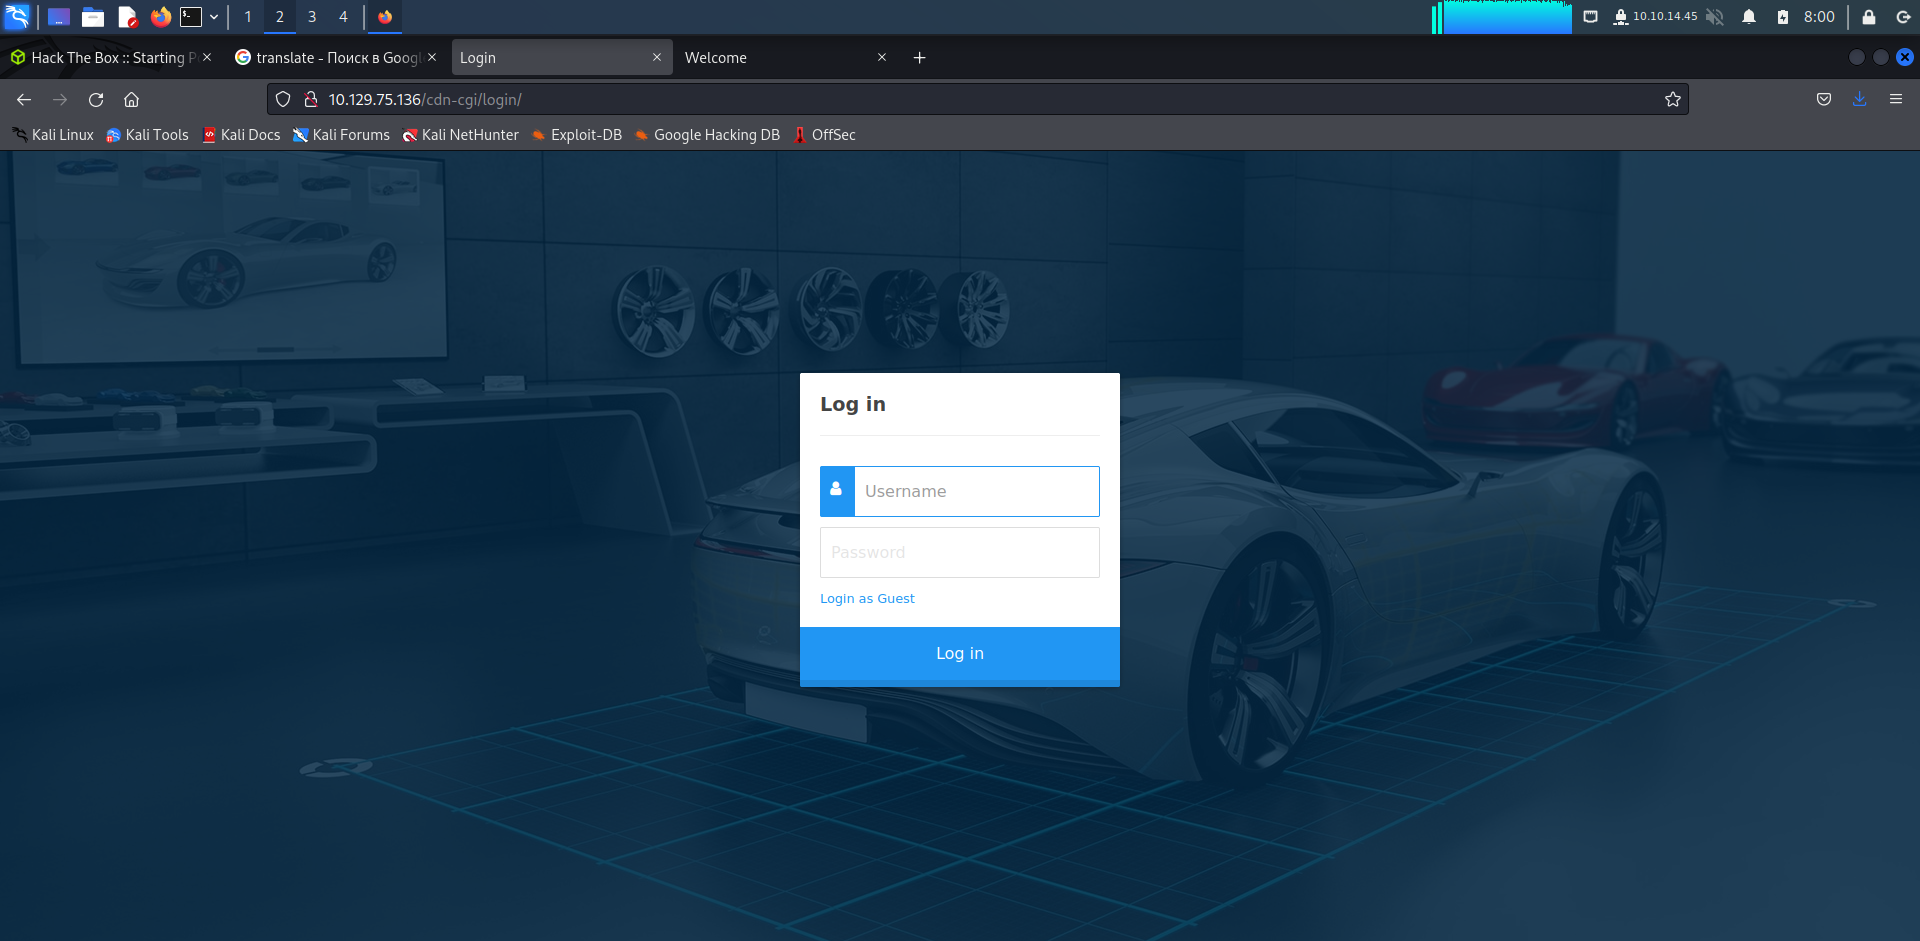 1 2 3 4 10.10.14.45 8:00
Hack The Box :: Starting P translate - Поиск в Googl Login Welcome
10.129.75.136/cdn-cgi/login/
Kali Linux Kali Tools Kali Docs Kali Forums Kali NetHunter Exploit-DB Google Hacking DB OffSec
Log in
Username
Password
Login as Guest
Log in